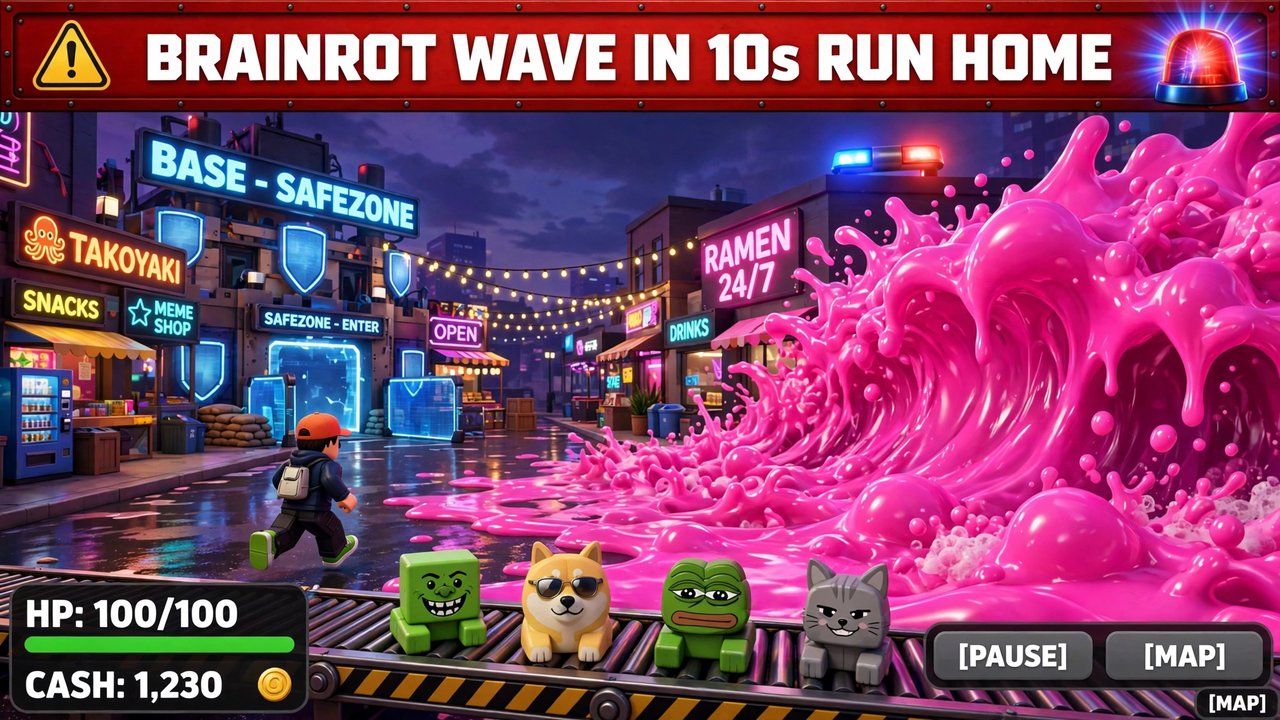 BRAINROT WAVE IN 10s RUN HOME
BASE - SAFEZONE
TAKOYAKI
SNACKS
MEME
SHOP
SAFEZONE - ENTER
OPEN
RAMEN
24/7
DRINKS
HP: 100/100
CASH: 1,230
[PAUSE]
[MAP]
[MAP]